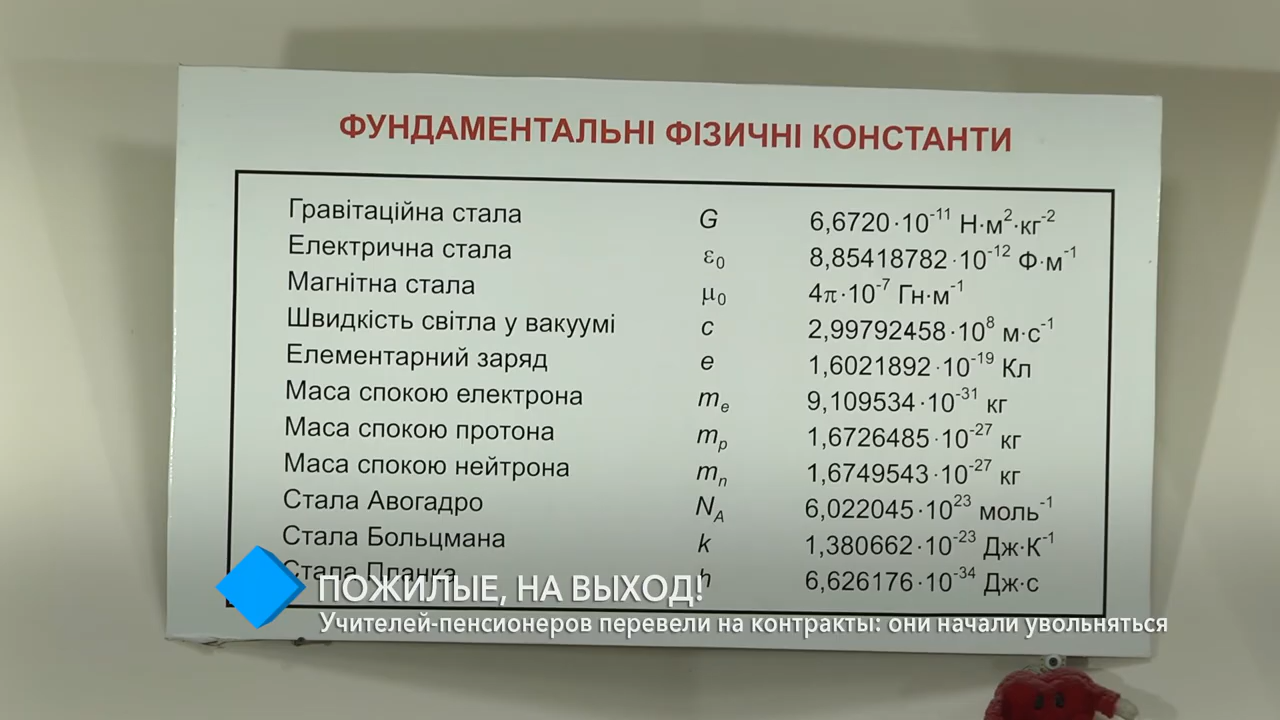 ФУНДАМЕНТАЛЬНІ ФІЗИЧНІ КОНСТАНТИ
Гравітаційна стала G 6,6720·10⁻¹¹ Н·м²·кг⁻²
Електрична стала ε₀ 8,85418782·10⁻¹² Ф·м⁻¹
Магнітна стала μ₀ 4π·10⁻⁷ Гн·м⁻¹
Швидкість світла у вакуумі c 2,99792458·10⁸ м·с⁻¹
Елементарний заряд e 1,6021892·10⁻¹⁹ Кл
Маса спокою електрона mₑ 9,109534·10⁻³¹ кг
Маса спокою протона mₚ 1,6726485·10⁻²⁷ кг
Маса спокою нейтрона mₙ 1,6749543·10⁻²⁷ кг
Стала Авогадро N_A 6,022045·10²³ моль⁻¹
Стала Больцмана k 1,380662·10⁻²³ Дж·К⁻¹
Стала Планка h 6,626176·10⁻³⁴ Дж·с
ПОЖИЛЫЕ, НА ВЫХОД!
Учителей-пенсионеров перевели на контракты: они начали увольняться